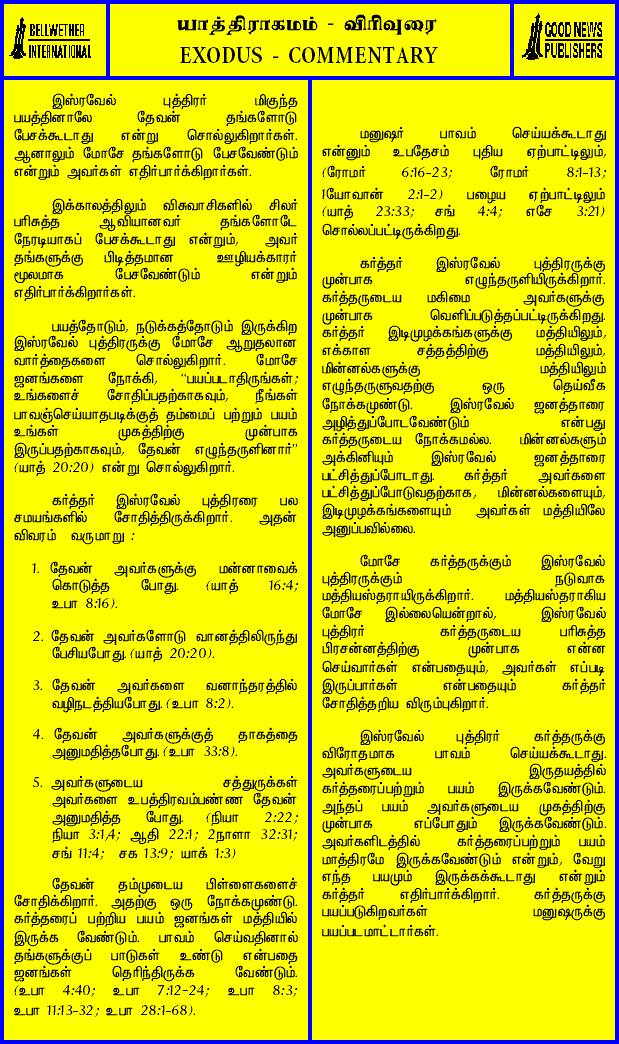 BELLWETHER
INTERNATIONAL
யாத்திராகமம் - விரிவுரை
EXODUS - COMMENTARY
GOOD NEWS
PUBLISHERS
இஸ்ரவேல் புத்திரர் மிகுந்த
பயத்தினாலே தேவன் தங்களோடு
பேசக்கூடாது என்று சொல்லுகிறார்கள்.
ஆனாலும் மோசே தங்களோடு பேசவேண்டும்
என்றும் அவர்கள் எதிர்பார்க்கிறார்கள்.
இக்காலத்திலும் விசுவாசிகளில் சிலர்
பரிசுத்த ஆவியானவர் தங்களோடே
நேரடியாகப் பேசக்கூடாது என்றும், அவர்
தங்களுக்கு பிடித்தமான ஊழியக்காரர்
மூலமாக பேசவேண்டும் என்றும்
எதிர்பார்க்கிறார்கள்.
பயத்தோடும், நடுக்கத்தோடும் இருக்கிற
இஸ்ரவேல் புத்திரருக்கு மோசே ஆறுதலான
வார்த்தைகளை சொல்லுகிறார். மோசே
ஜனங்களை நோக்கி, "பயப்படாதிருங்கள்;
உங்களைச் சோதிப்பதற்காகவும், நீங்கள்
பாவஞ்செய்யாதபடிக்குத் தம்மைப் பற்றும் பயம்
உங்கள் முகத்திற்கு முன்பாக
இருப்பதற்காகவும், தேவன் எழுந்தருளினார்"
(யாத் 20:20) என்று சொல்லுகிறார்.
கர்த்தர் இஸ்ரவேல் புத்திரரை பல
சமயங்களில் சோதித்திருக்கிறார். அதன்
விவரம் வருமாறு :
1. தேவன் அவர்களுக்கு மன்னாவைக்
கொடுத்த போது. (யாத் 16:4;
உபா 8:16).
2. தேவன் அவர்களோடு வானத்திலிருந்து
பேசியபோது. (யாத் 20:20).
3. தேவன் அவர்களை வனாந்தரத்தில்
வழிநடத்தியபோது. (உபா 8:2).
4. தேவன் அவர்களுக்குத் தாகத்தை
அனுமதித்தபோது. (உபா 33:8).
5. அவர்களுடைய சத்துருக்கள்
அவர்களை உபத்திரவம்பண்ண தேவன்
அனுமதித்த போது. (நியா 2:22;
நியா 3:1,4; ஆதி 22:1; 2நாளா 32:31;
சங் 11:4; சக 13:9; யாக் 1:3)
தேவன் தம்முடைய பிள்ளைகளைச்
சோதிக்கிறார். அதற்கு ஒரு நோக்கமுண்டு.
கர்த்தரைப் பற்றிய பயம் ஜனங்கள் மத்தியில்
இருக்க வேண்டும். பாவம் செய்வதினால்
தங்களுக்குப் பாடுகள் உண்டு என்பதை
ஜனங்கள் தெரிந்திருக்க வேண்டும்.
(உபா 4:40; உபா 7:12-24; உபா 8:3;
உபா 11:13-32; உபா 28:1-68).
மனுஷர் பாவம் செய்யக்கூடாது
என்னும் உபதேசம் புதிய ஏற்பாட்டிலும்,
(ரோமர் 6:16-23; ரோமர் 8:1-13;
1யோவான் 2:1-2) பழைய ஏற்பாட்டிலும்
(யாத் 23:33; சங் 4:4; எசே 3:21)
சொல்லப்பட்டிருக்கிறது.
கர்த்தர் இஸ்ரவேல் புத்திரருக்கு
முன்பாக எழுந்தருளியிருக்கிறார்.
கர்த்தருடைய மகிமை அவர்களுக்கு
முன்பாக வெளிப்படுத்தப்பட்டிருக்கிறது.
கர்த்தர் இடிமுழக்கங்களுக்கு மத்தியிலும்,
எக்காள சத்தத்திற்கு மத்தியிலும்,
மின்னல்களுக்கு மத்தியிலும்
எழுந்தருளுவதற்கு ஒரு தெய்வீக
நோக்கமுண்டு. இஸ்ரவேல் ஜனத்தாரை
அழித்துப்போடவேண்டும் என்பது
கர்த்தருடைய நோக்கமல்ல. மின்னல்களும்
அக்கினியும் இஸ்ரவேல் ஜனத்தாரை
பட்சித்துப்போடாது. கர்த்தர் அவர்களை
பட்சித்துப்போடுவதற்காக, மின்னல்களையும்,
இடிமுழக்கங்களையும் அவர்கள் மத்தியிலே
அனுப்பவில்லை.
மோசே கர்த்தருக்கும் இஸ்ரவேல்
புத்திரருக்கும் நடுவாக
மத்தியஸ்தராயிருக்கிறார். மத்தியஸ்தராகிய
மோசே இல்லையென்றால், இஸ்ரவேல்
புத்திரர் கர்த்தருடைய பரிசுத்த
பிரசன்னத்திற்கு முன்பாக என்ன
செய்வார்கள் என்பதையும், அவர்கள் எப்படி
இருப்பார்கள் என்பதையும் கர்த்தர்
சோதித்தறிய விரும்புகிறார்.
இஸ்ரவேல் புத்திரர் கர்த்தருக்கு
விரோதமாக பாவம் செய்யக்கூடாது.
அவர்களுடைய இருதயத்தில்
கர்த்தரைப்பற்றும் பயம் இருக்கவேண்டும்.
அந்தப் பயம் அவர்களுடைய முகத்திற்கு
முன்பாக எப்போதும் இருக்கவேண்டும்.
அவர்களிடத்தில் கர்த்தரைப்பற்றும் பயம்
மாத்திரமே இருக்கவேண்டும் என்றும், வேறு
எந்த பயமும் இருக்கக்கூடாது என்றும்
கர்த்தர் எதிர்பார்க்கிறார். கர்த்தருக்கு
பயப்படுகிறவர்கள் மனுஷருக்கு
பயப்படமாட்டார்கள்.